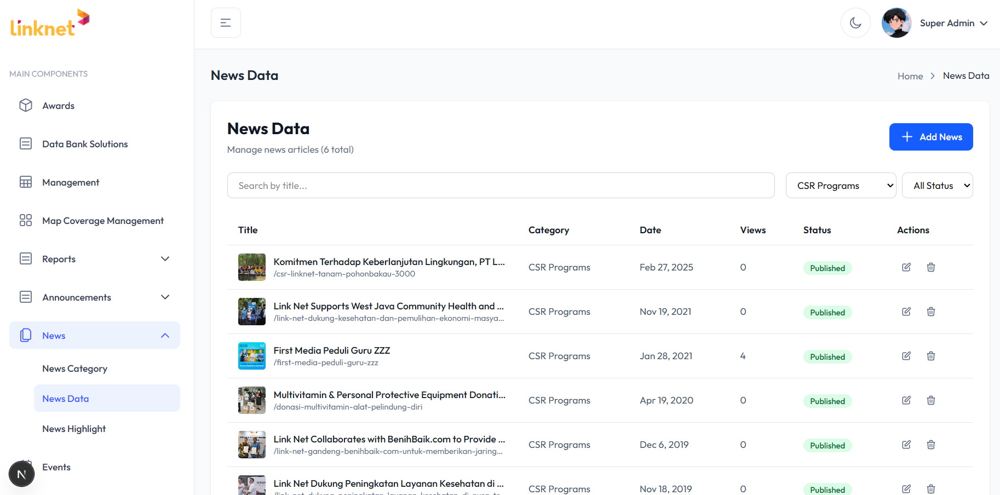 linknet
Super Admin
MAIN COMPONENTS
Awards
Data Bank Solutions
Management
Map Coverage Management
Reports
Announcements
News
News Category
News Data
News Highlight
Events
N
News Data
Home > News Data
News Data
Manage news articles (6 total)
Add News
Search by title...
CSR Programs
All Status
Title Category Date Views Status Actions
Komitmen Terhadap Keberlanjutan Lingkungan, PT L... CSR Programs Feb 27, 2025 0 Published
/csr-linknet-tanam-pohonbakau-3000
Link Net Supports West Java Community Health and ... CSR Programs Nov 19, 2021 0 Published
/link-net-dukung-kesehatan-dan-pemulihan-ekonomi-masya...
First Media Peduli Guru ZZZ CSR Programs Jan 28, 2021 4 Published
/first-media-peduli-guru-zzz
Multivitamin & Personal Protective Equipment Donati... CSR Programs Apr 19, 2020 0 Published
/donasi-multivitamin-alat-pelindung-diri
Link Net Collaborates with BenihBaik.com to Provide ... CSR Programs Dec 6, 2019 0 Published
/link-net-gandeng-benihbaik-com-untuk-memberikan-jaring...
Link Net Dukung Peningkatan Layanan Kesehatan di ... CSR Programs Nov 18, 2019 0 Published